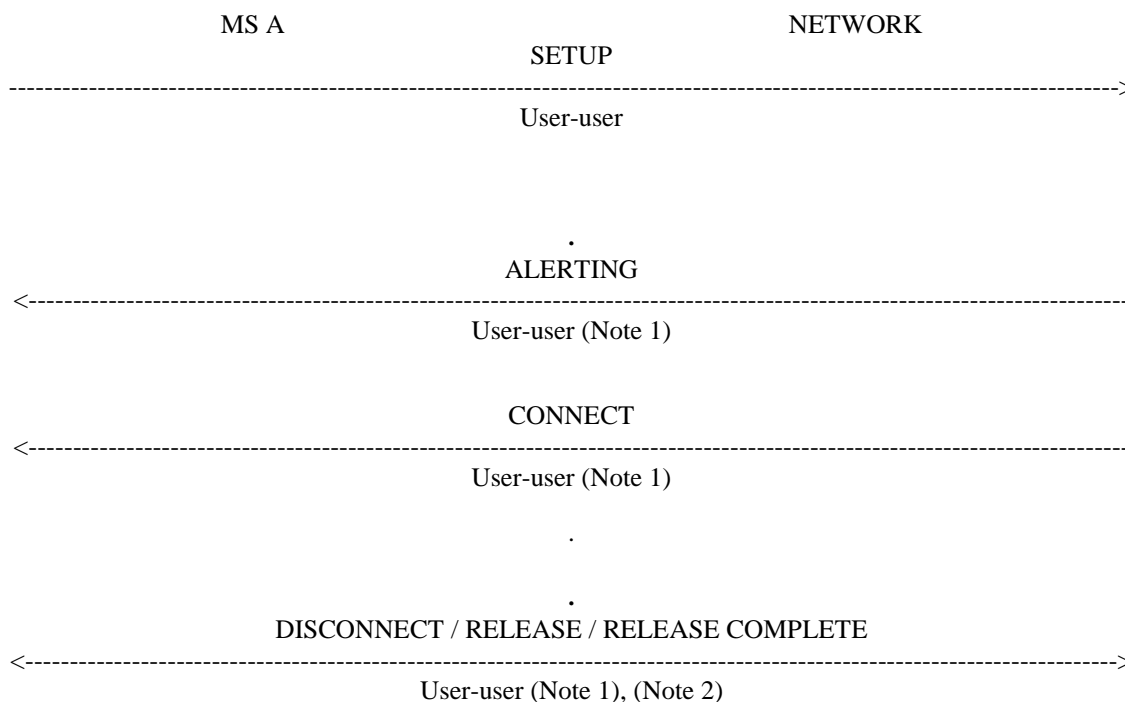 MS A NETWORK
SETUP
---------------------------------------------------------------------------------------------------------------------------------->
User-user
.
ALERTING
<----------------------------------------------------------------------------------------------------------------------------------
User-user (Note 1)
CONNECT
<----------------------------------------------------------------------------------------------------------------------------------
User-user (Note 1)
.
.
DISCONNECT / RELEASE / RELEASE COMPLETE
<--------------------------------------------------------------------------------------------------------------------------------->
User-user (Note 1), (Note 2)